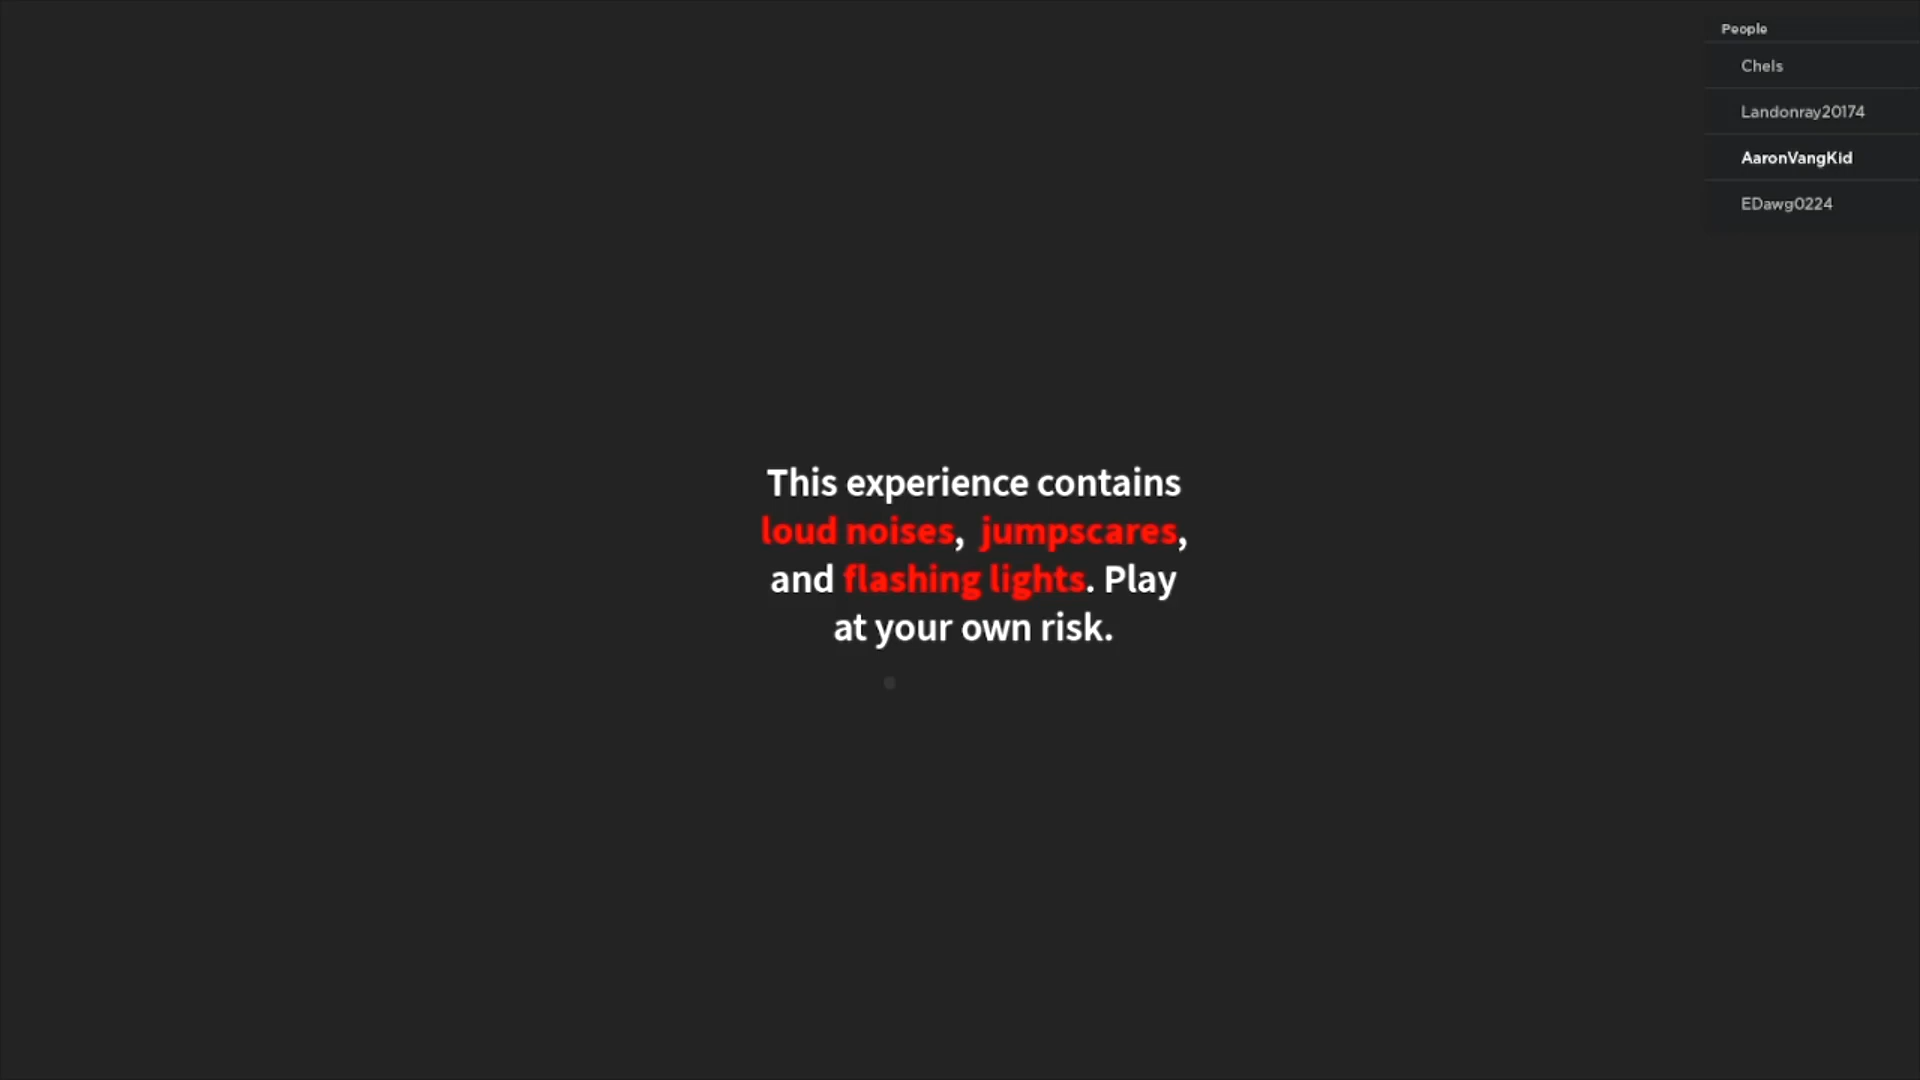 People
Chels
Landonray20174
AaronVangKid
EDawg0224
This experience contains
loud noises, jumpscares,
and flashing lights. Play
at your own risk.